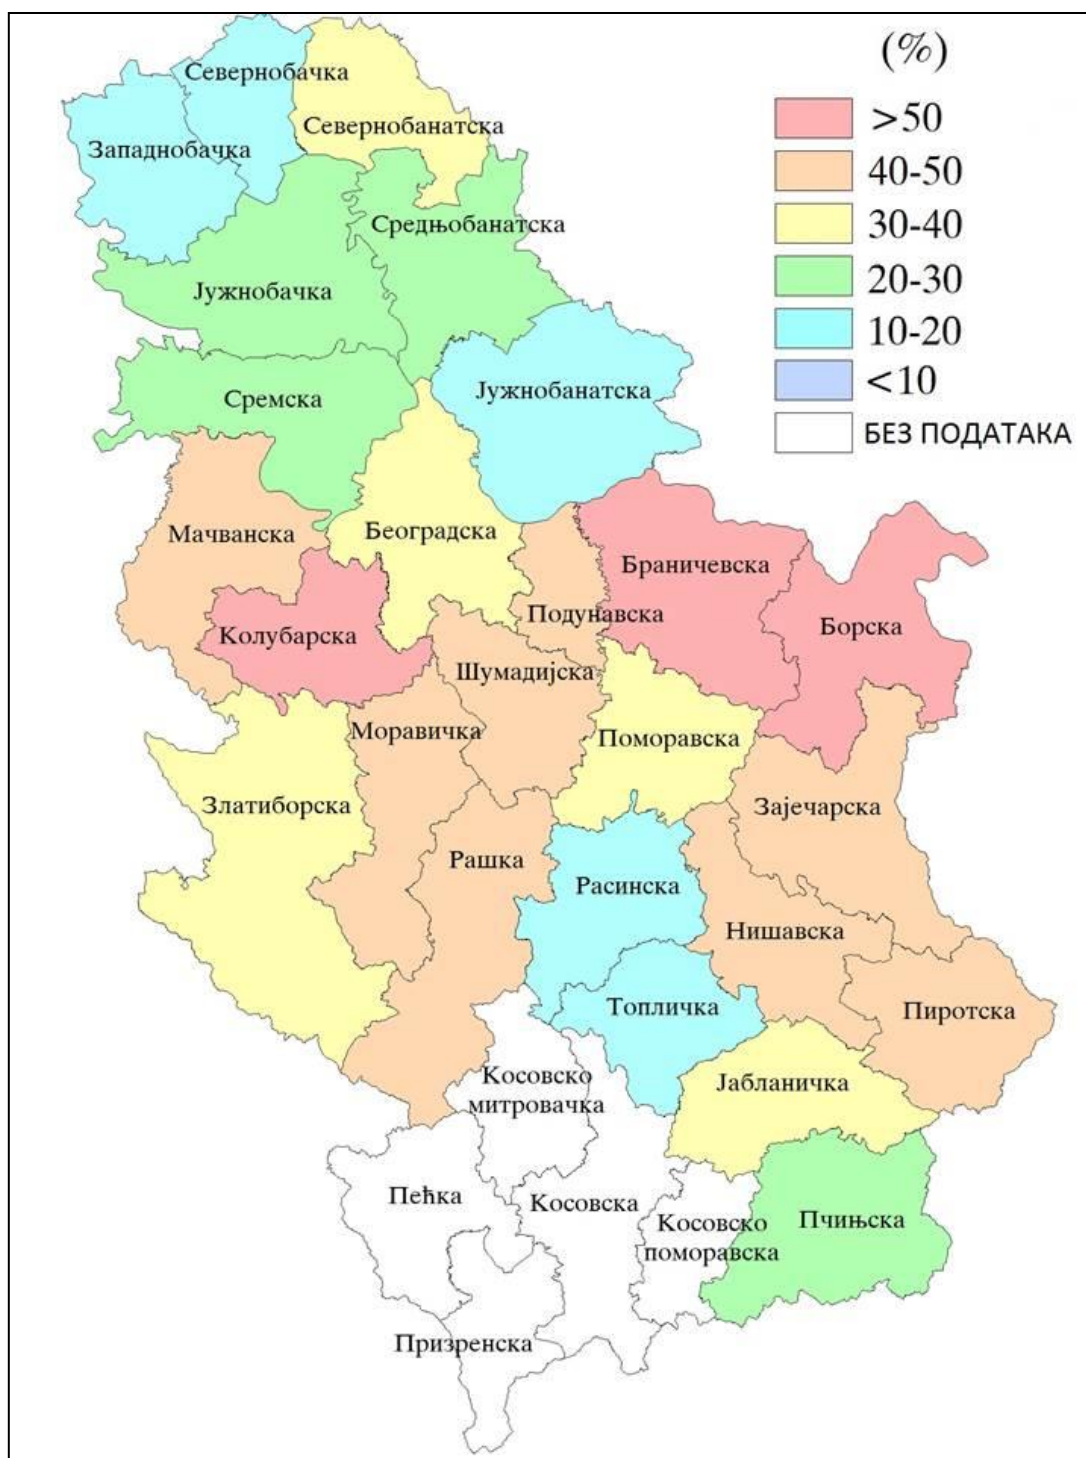 (%)
>50
40-50
30-40
20-30
10-20
<10
БЕЗ ПОДАТАКА
Севернобачка
Севернобанатска
Западнобачка
Средњобанатска
Јужнобачка
Јужнобанатска
Сремска
Мачванска
Београдска
Браничевска
Подунавска
Борска
Колубарска
Шумадијска
Моравичка
Поморавска
Златиборска
Зајечарска
Рашка
Расинска
Нишавска
Топличка
Пиротска
Јабланичка
Косовско
митровачка
Пећка
Косовска
Косовско
поморавска
Пчињска
Призренска